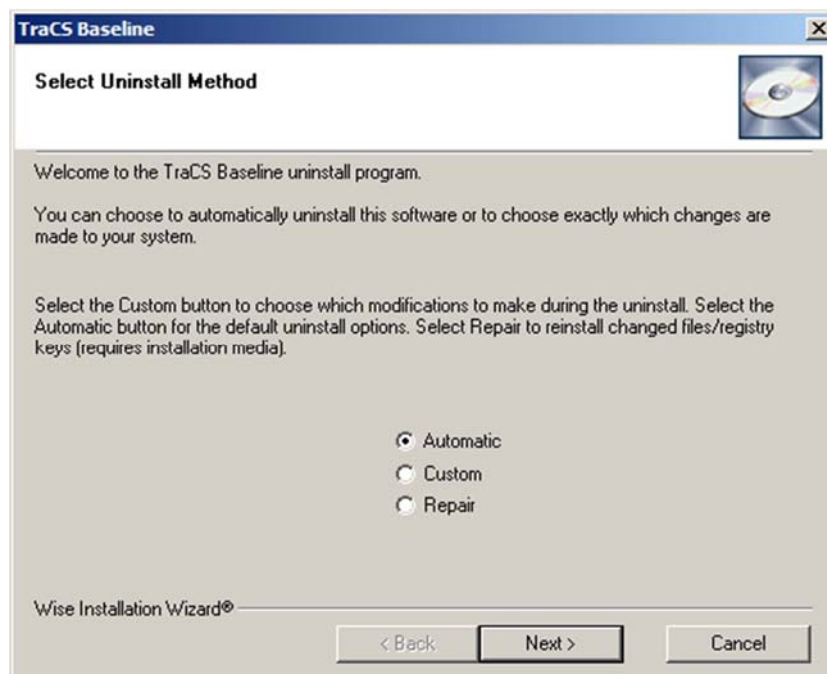 TraCS Baseline
Select Uninstall Method
Welcome to the TraCS Baseline uninstall program.
You can choose to automatically uninstall this software or to choose exactly which changes are
made to your system.
Select the Custom button to choose which modifications to make during the uninstall. Select the
Automatic button for the default uninstall options. Select Repair to reinstall changed files/registry
keys (requires installation media).
Automatic
Custom
Repair
Wise Installation Wizard®
< Back
Next >
Cancel